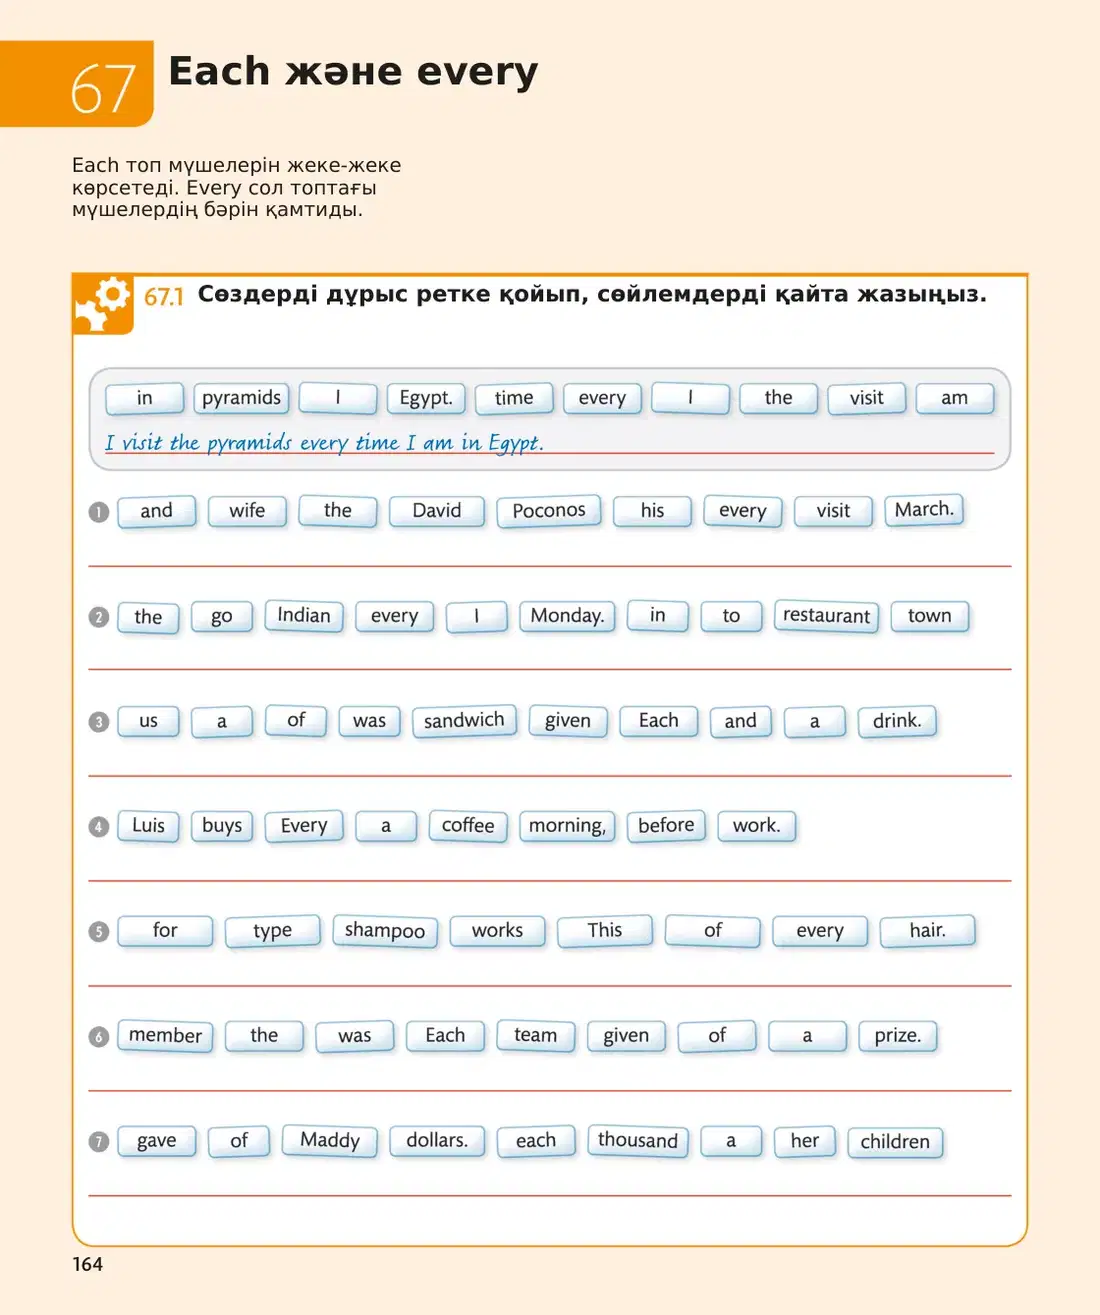 67
Each және every
Each топ мүшелерін жеке-жеке
көрсетеді. Every сол топтағы
мүшелердің бәрін қамтиды.
67.1 Сөздерді дұрыс ретке қойып, сөйлемдерді қайта жазыңыз.
in pyramids I Egypt. time every I the visit am
I visit the pyramids every time I am in Egypt.
1 and wife the David Poconos his every visit March.
2 the go Indian every I Monday. in to restaurant town
3 us a of was sandwich given Each and a drink.
4 Luis buys Every a coffee morning, before work.
5 for type shampoo works This of every hair.
6 member the was Each team given of a prize.
7 gave of Maddy dollars. each thousand a her children
164